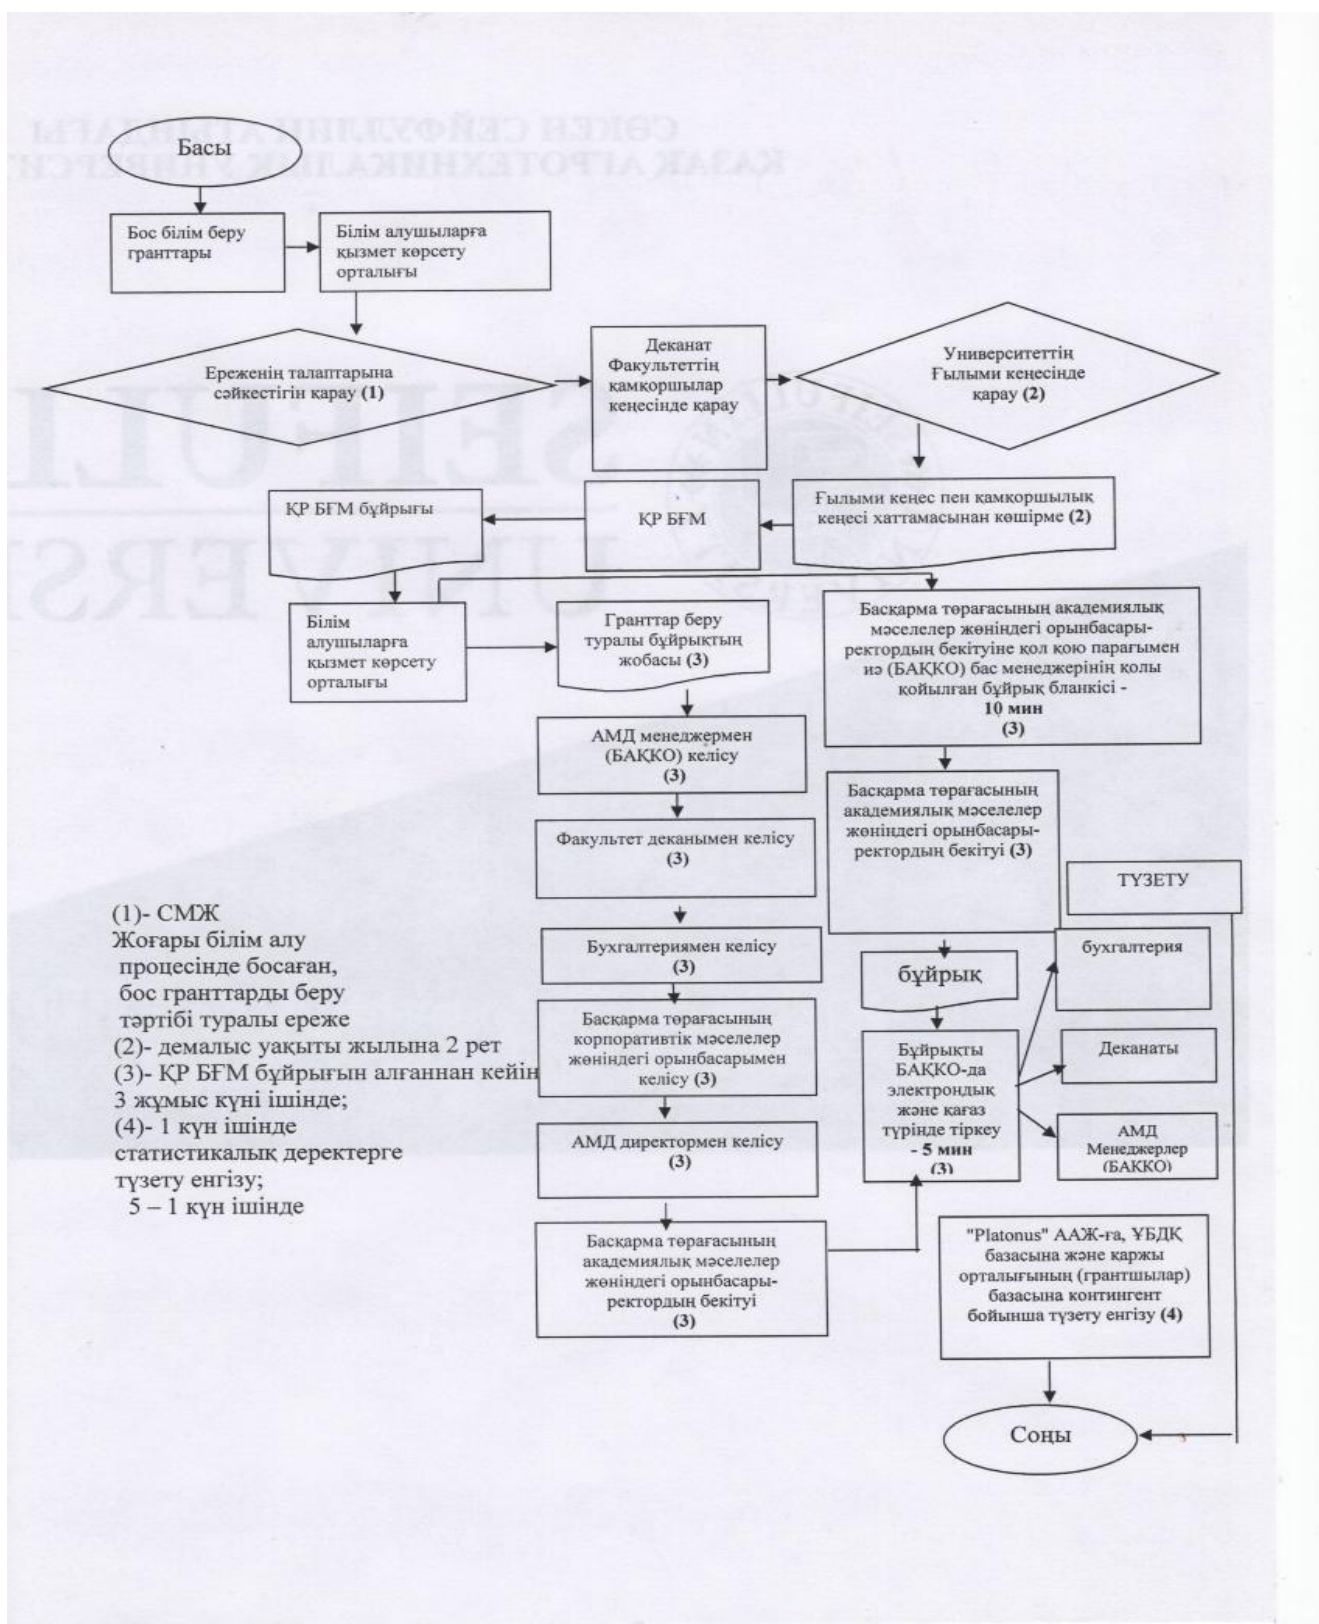 СӘКЕН СЕЙФУЛЛИН АТЫНДАҒЫ
ҚАЗАҚ АГРОТЕХНИКАЛЫҚ УНИВЕРСИ
Басы
Бос білім беру
гранттары
Білім алушыларға
қызмет көрсету
орталығы
Ереженің талаптарына
сәйкестігін қарау (1)
Деканат
Факультеттің
қамқоршылар
кеңесінде қарау
Университеттің
Ғылыми кеңесінде
қарау (2)
ҚР БҒМ бұйрығы
ҚР БҒМ
Ғылыми кеңес пен қамқоршылық
кеңесі хаттамасынан көшірме (2)
Білім
алушыларға
қызмет көрсету
орталығы
Гранттар беру
туралы бұйрықтың
жобасы (3)
Басқарма төрағасының академиялық
мәселелер жөніндегі орынбасары-
ректордың бекітуіне қол қою парағымен
иә (БАҚКО) бас менеджерінің қолы
қойылған бұйрық бланкісі -
10 мин
(3)
АМД менеджермен
(БАҚКО) келісу
(3)
Факультет деканымен келісу
(3)
Бухгалтериямен келісу
(3)
Басқарма төрағасының
корпоративтік мәселелер
жөніндегі орынбасарымен
келісу (3)
АМД директормен келісу
(3)
Басқарма төрағасының
академиялық мәселелер
жөніндегі орынбасары-
ректордың бекітуі
(3)
Басқарма төрағасының
академиялық мәселелер
жөніндегі орынбасары-
ректордың бекітуі (3)
бұйрық
Бұйрықты
БАҚКО-да
электрондық
және қағаз
түрінде тіркеу
- 5 мин
(3)
ТҮЗЕТУ
бухгалтерия
Деканаты
АМД
Менеджерлер
(БАККО)
"Platonus" ААЖ-ға, ҰБДҚ
базасына және қаржы
орталығының (грантшылар)
базасына контингент
бойынша түзету енгізу (4)
Соңы
(1)- СМЖ
Жоғары білім алу
процесінде босаған,
бос гранттарды беру
тәртібі туралы ереже
(2)- демалыс уақыты жылына 2 рет
(3)- ҚР БҒМ бұйрығын алғаннан кейін
3 жұмыс күні ішінде;
(4)- 1 күн ішінде
статистикалық деректерге
түзету енгізу;
5 – 1 күн ішінде